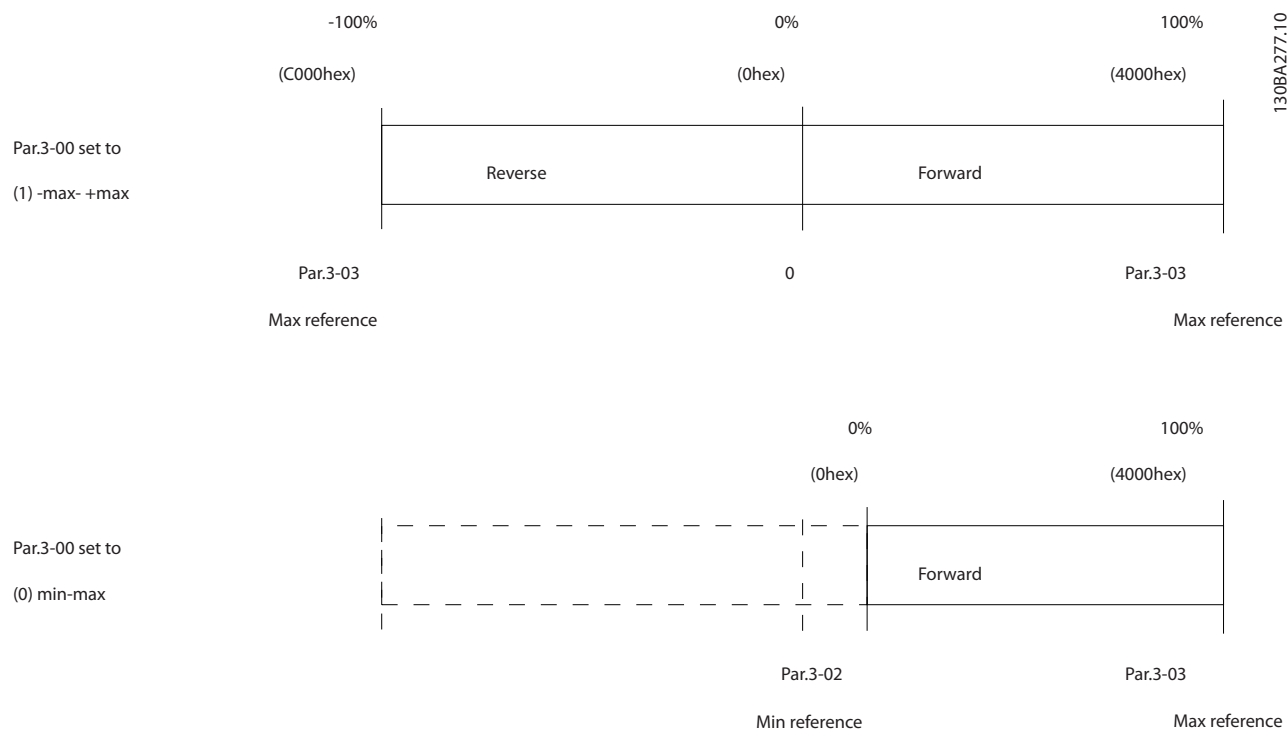 -100% 0% 100%
(C000hex) (0hex) (4000hex)
130BA277.10
Par.3-00 set to
(1) -max- +max
Reverse Forward
Par.3-03 0 Par.3-03
Max reference Max reference
0% 100%
(0hex) (4000hex)
Par.3-00 set to
(0) min-max
Forward
Par.3-02 Par.3-03
Min reference Max reference